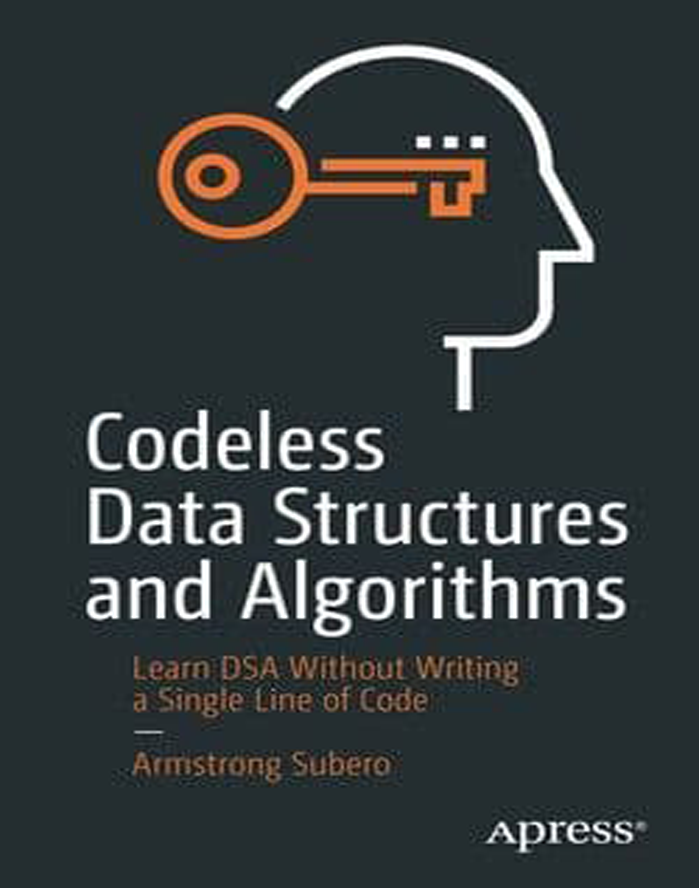 Codeless
Data Structures
and Algorithms
Learn DSA Without Writing
a Single Line of Code
Armstrong Subero
Apress®